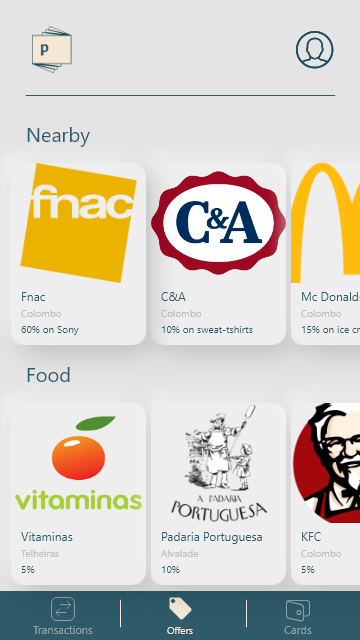 p
Nearby
fnac
C&A
Fnac
Colombo
60% on Sony
C&A
Colombo
10% on sweat-tshirts
Mc Donald
Colombo
15% on ice cr
Food
vitaminas
A PADARIA
PORTUGUESA
Vitaminas
Telheiras
5%
Padaria Portuguesa
Alvalade
10%
KFC
Colombo
5%
Transactions
Offers
Cards